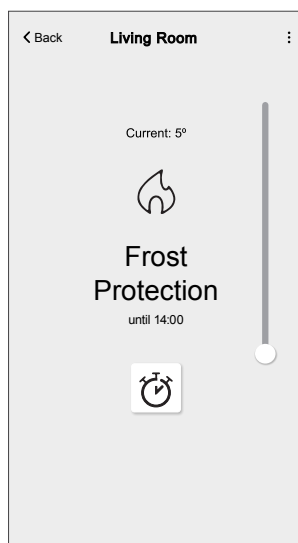 Back Living Room
Current: 5º
Frost
Protection
until 14:00